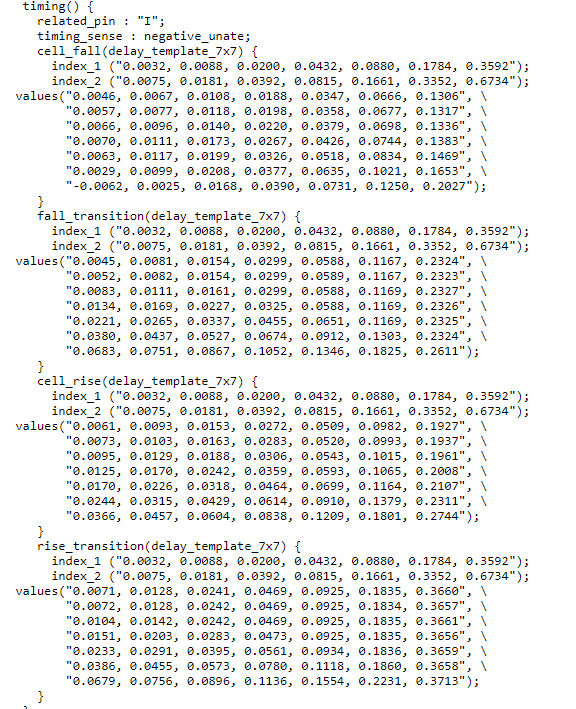 timing() {
related_pin : "I";
timing_sense : negative_unate;
cell_fall(delay_template_7x7) {
index_1 ("0.0032, 0.0088, 0.0200, 0.0432, 0.0880, 0.1784, 0.3592");
index_2 ("0.0075, 0.0181, 0.0392, 0.0815, 0.1661, 0.3352, 0.6734");
values("0.0046, 0.0067, 0.0108, 0.0188, 0.0347, 0.0666, 0.1306", \
"0.0057, 0.0077, 0.0118, 0.0198, 0.0358, 0.0677, 0.1317", \
"0.0066, 0.0096, 0.0140, 0.0220, 0.0379, 0.0698, 0.1336", \
"0.0070, 0.0111, 0.0173, 0.0267, 0.0426, 0.0744, 0.1383", \
"0.0063, 0.0117, 0.0199, 0.0326, 0.0518, 0.0834, 0.1469", \
"0.0029, 0.0099, 0.0208, 0.0377, 0.0635, 0.1021, 0.1653", \
"-0.0062, 0.0025, 0.0168, 0.0390, 0.0731, 0.1250, 0.2027");
}
fall_transition(delay_template_7x7) {
index_1 ("0.0032, 0.0088, 0.0200, 0.0432, 0.0880, 0.1784, 0.3592");
index_2 ("0.0075, 0.0181, 0.0392, 0.0815, 0.1661, 0.3352, 0.6734");
values("0.0045, 0.0081, 0.0154, 0.0299, 0.0588, 0.1167, 0.2324", \
"0.0052, 0.0082, 0.0154, 0.0299, 0.0589, 0.1167, 0.2323", \
"0.0083, 0.0111, 0.0161, 0.0299, 0.0588, 0.1169, 0.2327", \
"0.0134, 0.0169, 0.0227, 0.0325, 0.0588, 0.1169, 0.2326", \
"0.0221, 0.0265, 0.0337, 0.0455, 0.0651, 0.1169, 0.2325", \
"0.0380, 0.0437, 0.0527, 0.0674, 0.0912, 0.1303, 0.2324", \
"0.0683, 0.0751, 0.0867, 0.1052, 0.1346, 0.1825, 0.2611");
}
cell_rise(delay_template_7x7) {
index_1 ("0.0032, 0.0088, 0.0200, 0.0432, 0.0880, 0.1784, 0.3592");
index_2 ("0.0075, 0.0181, 0.0392, 0.0815, 0.1661, 0.3352, 0.6734");
values("0.0061, 0.0093, 0.0153, 0.0272, 0.0509, 0.0982, 0.1927", \
"0.0073, 0.0103, 0.0163, 0.0283, 0.0520, 0.0993, 0.1937", \
"0.0095, 0.0129, 0.0188, 0.0306, 0.0543, 0.1015, 0.1961", \
"0.0125, 0.0170, 0.0242, 0.0359, 0.0593, 0.1065, 0.2008", \
"0.0170, 0.0226, 0.0318, 0.0464, 0.0699, 0.1164, 0.2107", \
"0.0244, 0.0315, 0.0429, 0.0614, 0.0910, 0.1379, 0.2311", \
"0.0366, 0.0457, 0.0604, 0.0838, 0.1209, 0.1801, 0.2744");
}
rise_transition(delay_template_7x7) {
index_1 ("0.0032, 0.0088, 0.0200, 0.0432, 0.0880, 0.1784, 0.3592");
index_2 ("0.0075, 0.0181, 0.0392, 0.0815, 0.1661, 0.3352, 0.6734");
values("0.0071, 0.0128, 0.0241, 0.0469, 0.0925, 0.1835, 0.3660", \
"0.0072, 0.0128, 0.0242, 0.0469, 0.0925, 0.1834, 0.3657", \
"0.0104, 0.0142, 0.0242, 0.0469, 0.0925, 0.1835, 0.3661", \
"0.0151, 0.0203, 0.0283, 0.0473, 0.0925, 0.1835, 0.3656", \
"0.0233, 0.0291, 0.0395, 0.0561, 0.0934, 0.1836, 0.3659", \
"0.0386, 0.0455, 0.0573, 0.0780, 0.1118, 0.1860, 0.3658", \
"0.0679, 0.0756, 0.0896, 0.1136, 0.1554, 0.2231, 0.3713");
}